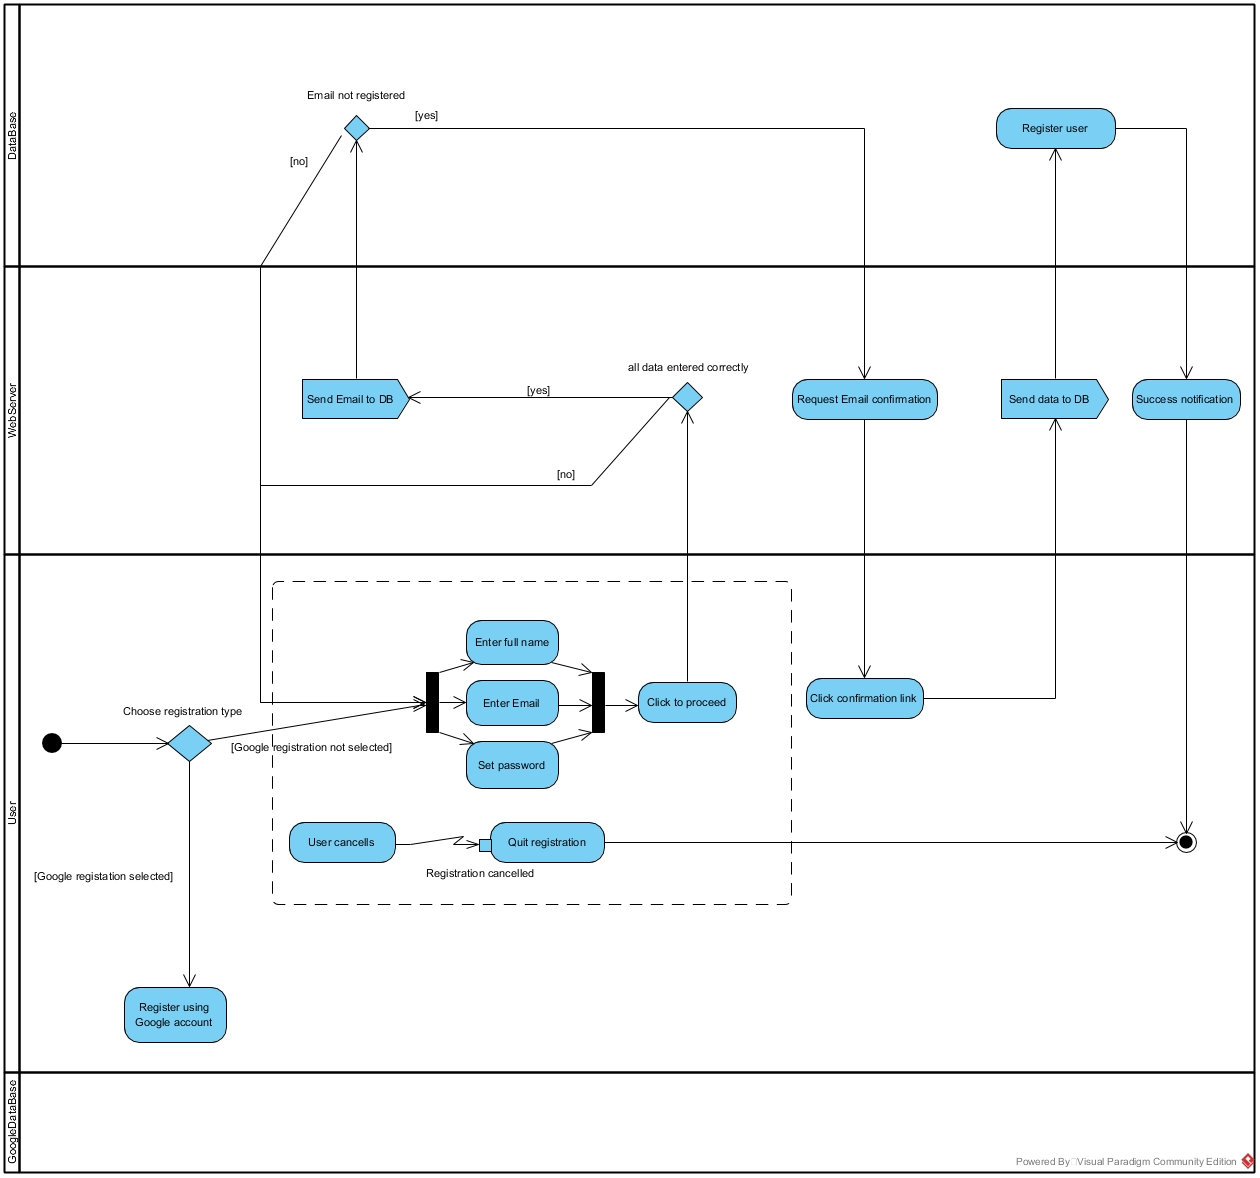 DataBase
Email not registered
[yes]
[no]
Register user
WebServer
all data entered correctly
Send Email to DB
[yes]
[no]
Request Email confirmation
Send data to DB
Success notification
User
Enter full name
Enter Email
Set password
Click to proceed
Click confirmation link
Choose registration type
[Google registration not selected]
User cancells
Quit registration
Registration cancelled
[Google registation selected]
Register using
Google account
GoogleDataBase
Powered By Visual Paradigm Community Edition